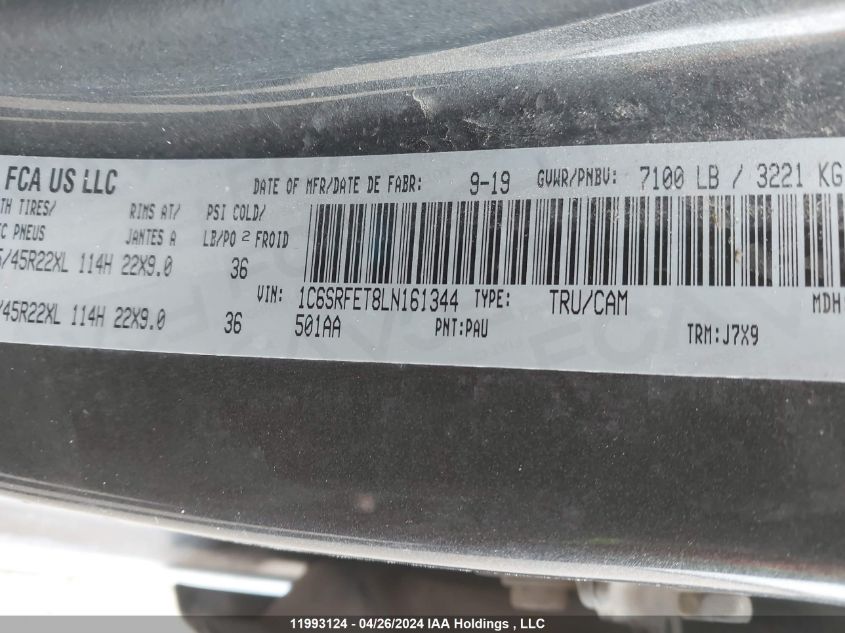 FCA US LLC DATE OF MFR/DATE DE FABR: 9-19 GVWR/PNBV: 7100 LB / 3221 KG
TH TIRES/ RIMS AT/ PSI COLD/
C PNEUS JANTES A LB/PO 2 FROID
/45R22XL 114H 22X9.0 36
VIN: 1C6SRFET8LN161344 TYPE: TRU/CAM MDH
/45R22XL 114H 22X9.0 36 501AA PNT:PAU TRM:J7X9
11993124 - 04/26/2024 IAA Holdings , LLC